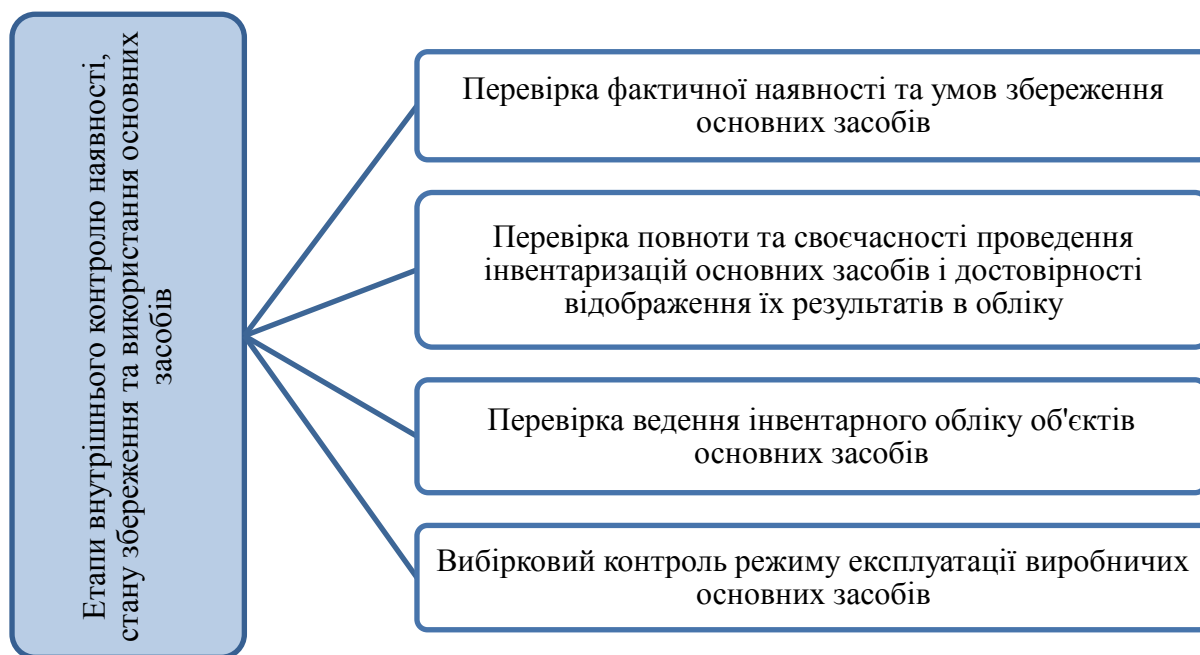 Етапи внутрішнього контролю наявності,
стану збереження та використання основних
засобів
Перевірка фактичної наявності та умов збереження
основних засобів
Перевірка повноти та своєчасності проведення
інвентаризацій основних засобів і достовірності
відображення їх результатів в обліку
Перевірка ведення інвентарного обліку об'єктів
основних засобів
Вибірковий контроль режиму експлуатації виробничих
основних засобів